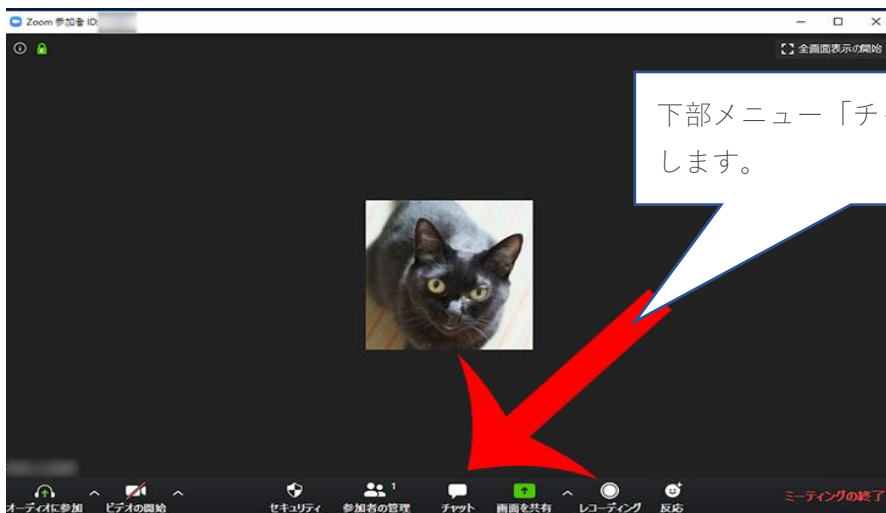 Zoom 参加者 ID:
全画面表示の開始
下部メニュー「チ
します。
1
オーディオに参加 ビデオの開始 セキュリティ 参加者の管理 チャット 画面を共有 レコーディング 反応 ミーティングの終了